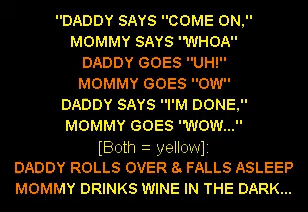 "DADDY SAYS "COME ON,"
MOMMY SAYS "WHOA"
DADDY GOES "UH!"
MOMMY GOES "OW"
DADDY SAYS "I'M DONE,"
MOMMY GOES "WOW..."
[Both = yellow]:
DADDY ROLLS OVER & FALLS ASLEEP
MOMMY DRINKS WINE IN THE DARK...